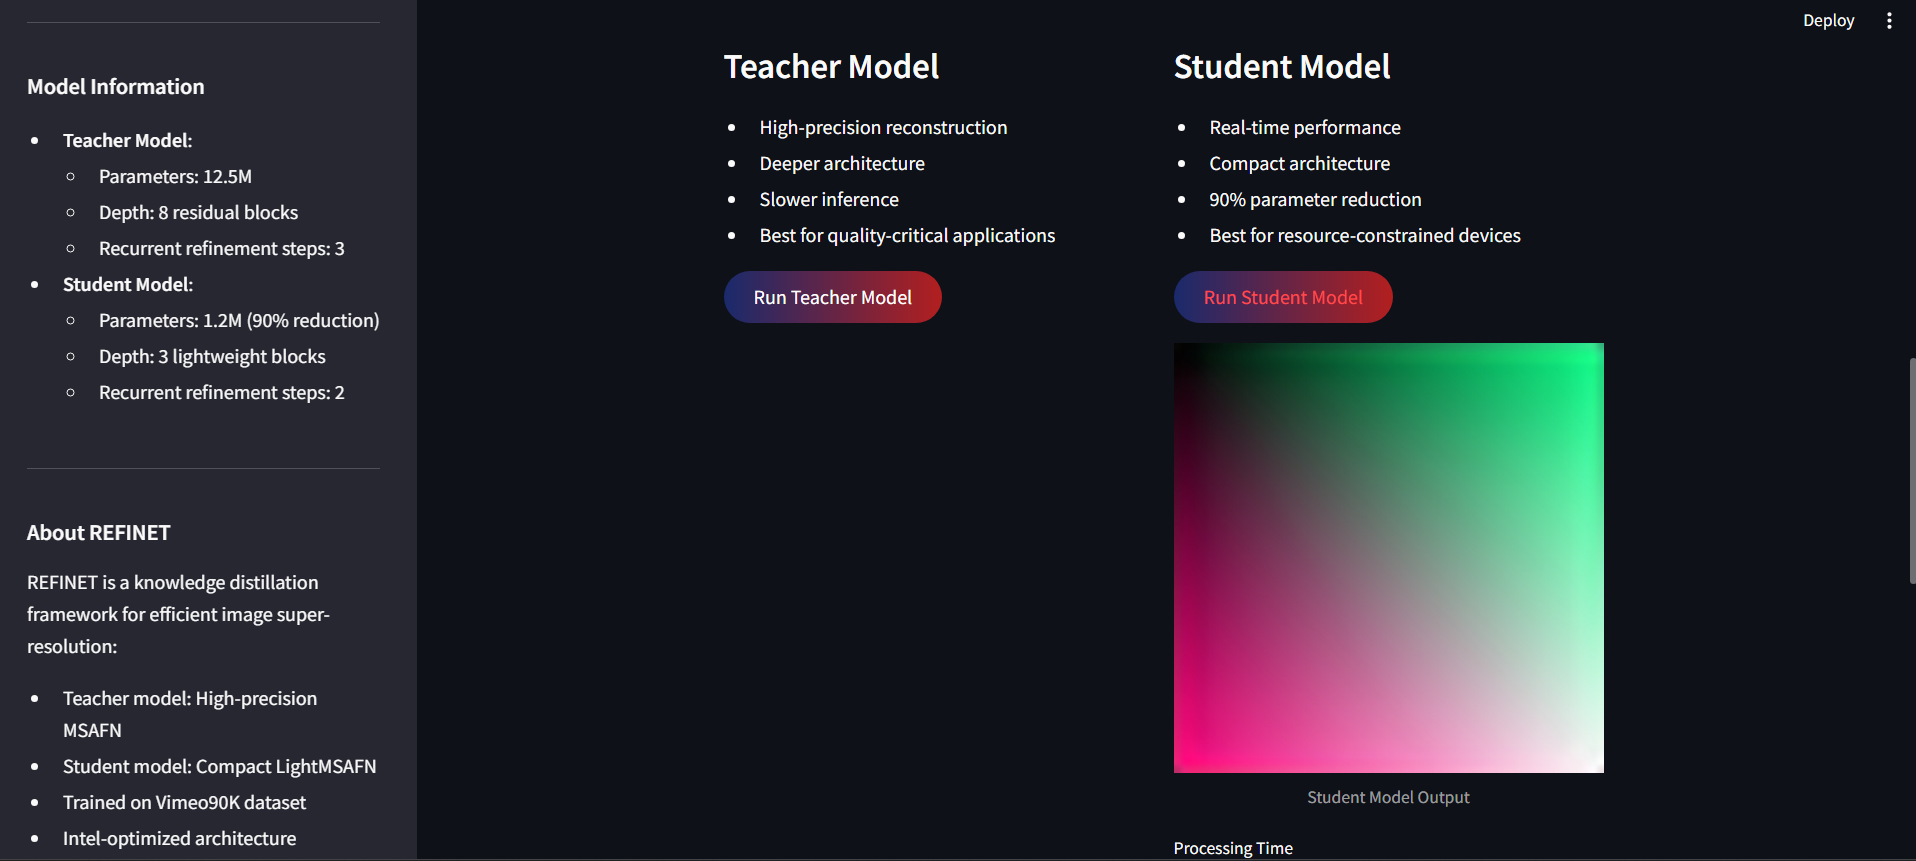 Deploy
Model Information
Teacher Model:
Parameters: 12.5M
Depth: 8 residual blocks
Recurrent refinement steps: 3
Student Model:
Parameters: 1.2M (90% reduction)
Depth: 3 lightweight blocks
Recurrent refinement steps: 2
About REFINET
REFINET is a knowledge distillation
framework for efficient image super-
resolution:
Teacher model: High-precision
MSAFN
Student model: Compact LightMSAFN
Trained on Vimeo90K dataset
Intel-optimized architecture
Teacher Model
High-precision reconstruction
Deeper architecture
Slower inference
Best for quality-critical applications
Run Teacher Model
Student Model
Real-time performance
Compact architecture
90% parameter reduction
Best for resource-constrained devices
Run Student Model
Student Model Output
Processing Time